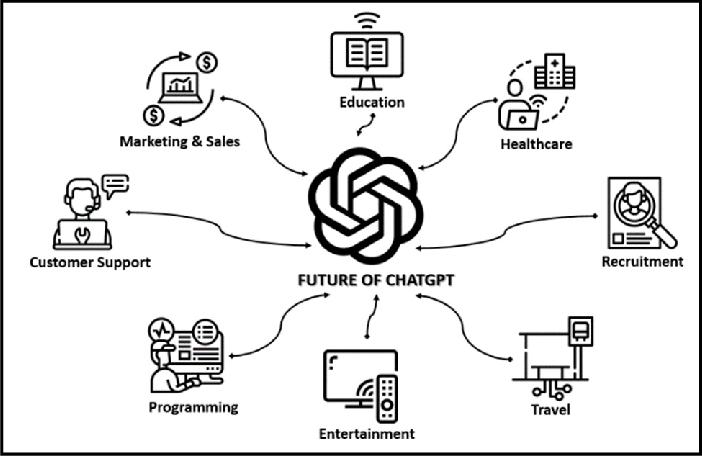 Education
Marketing & Sales
Healthcare
Customer Support
Recruitment
FUTURE OF CHATGPT
Programming
Travel
Entertainment